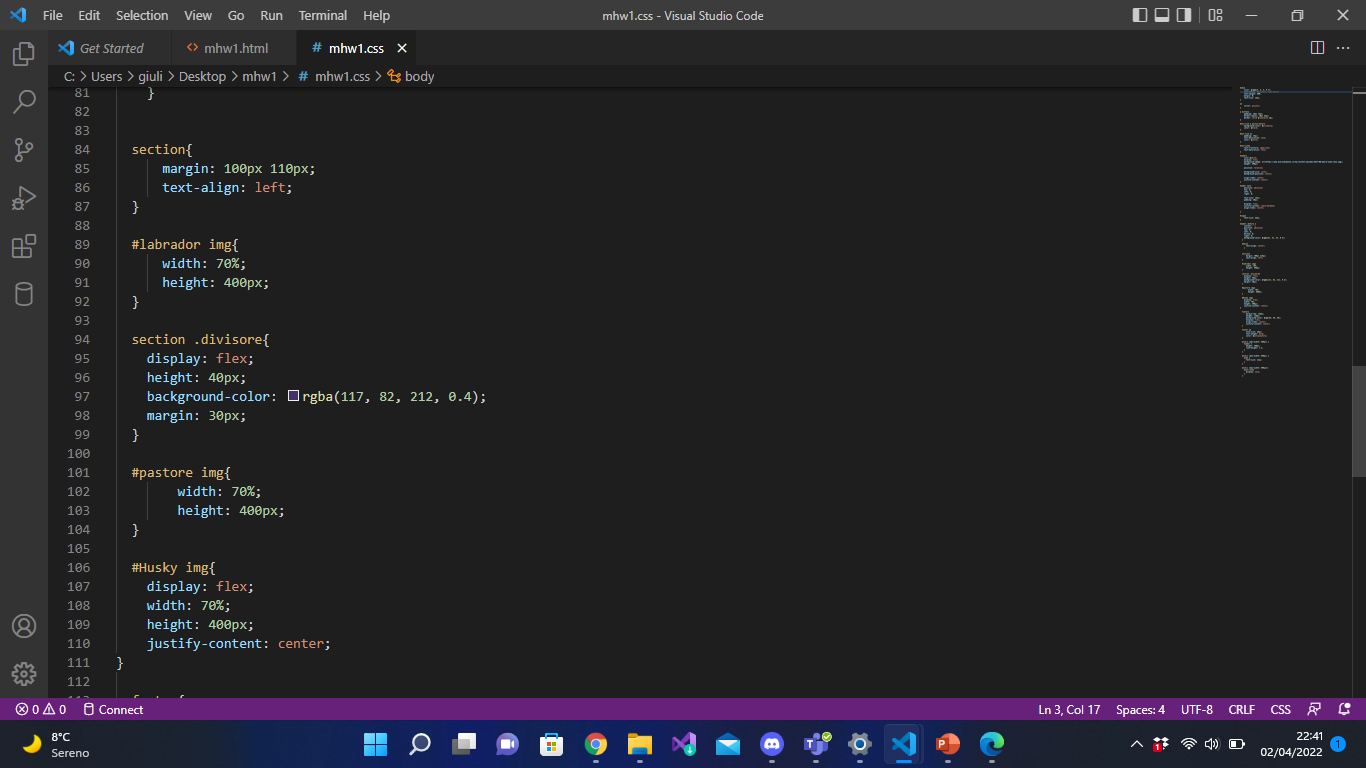 File Edit Selection View Go Run Terminal Help mhw1.css - Visual Studio Code
Get Started <> mhw1.html # mhw1.css
C: > Users > giuli > Desktop > mhw1 > # mhw1.css > body
81 }
82
83
84 section{
85 margin: 100px 110px;
86 text-align: left;
87 }
88
89 #labrador img{
90 width: 70%;
91 height: 400px;
92 }
93
94 section .divisore{
95 display: flex;
96 height: 40px;
97 background-color: rgba(117, 82, 212, 0.4);
98 margin: 30px;
99 }
100
101 #pastore img{
102 width: 70%;
103 height: 400px;
104 }
105
106 #Husky img{
107 display: flex;
108 width: 70%;
109 height: 400px;
110 justify-content: center;
111 }
112
0 0 Connect Ln 3, Col 17 Spaces: 4 UTF-8 CRLF CSS
8°C
Sereno
1
22:41
02/04/2022
1